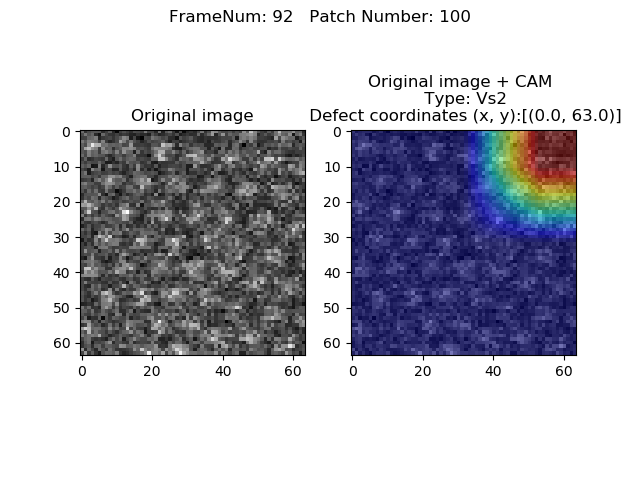 FrameNum: 92   Patch Number: 100
Original image
0
10
20
30
40
50
60
0 20 40 60
Original image + CAM
Type: Vs2
Defect coordinates (x, y):[(0.0, 63.0)]
0
10
20
30
40
50
60
0 20 40 60